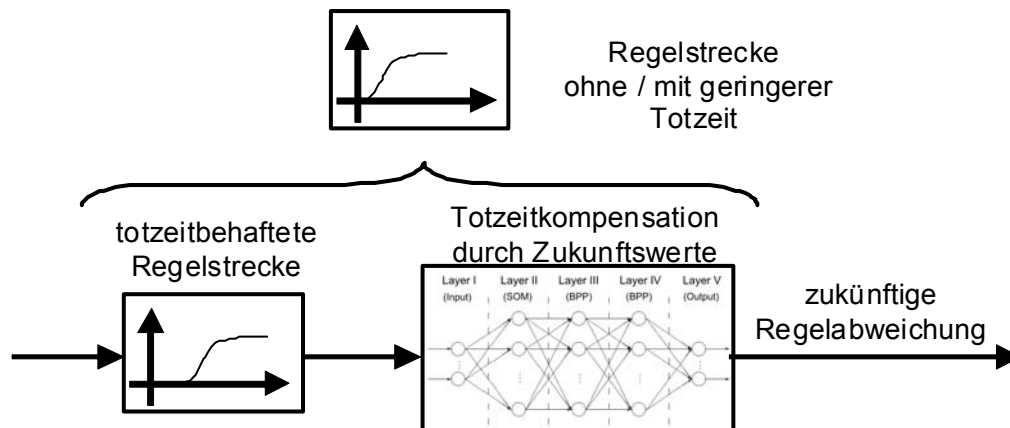 Regelstrecke
ohne / mit geringerer
Totzeit
totzeitbehaftete
Regelstrecke
Totzeitkompensation
durch Zukunftswerte
Layer I Layer II Layer III Layer IV Layer V
(Input) (SOM) (BPP) (BPP) (Output)
zukünftige
Regelabweichung